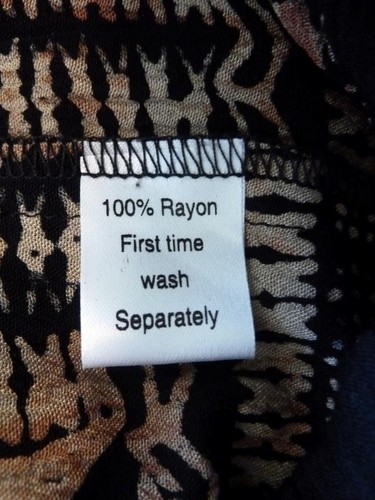 100% Rayon
First time
wash
Separately